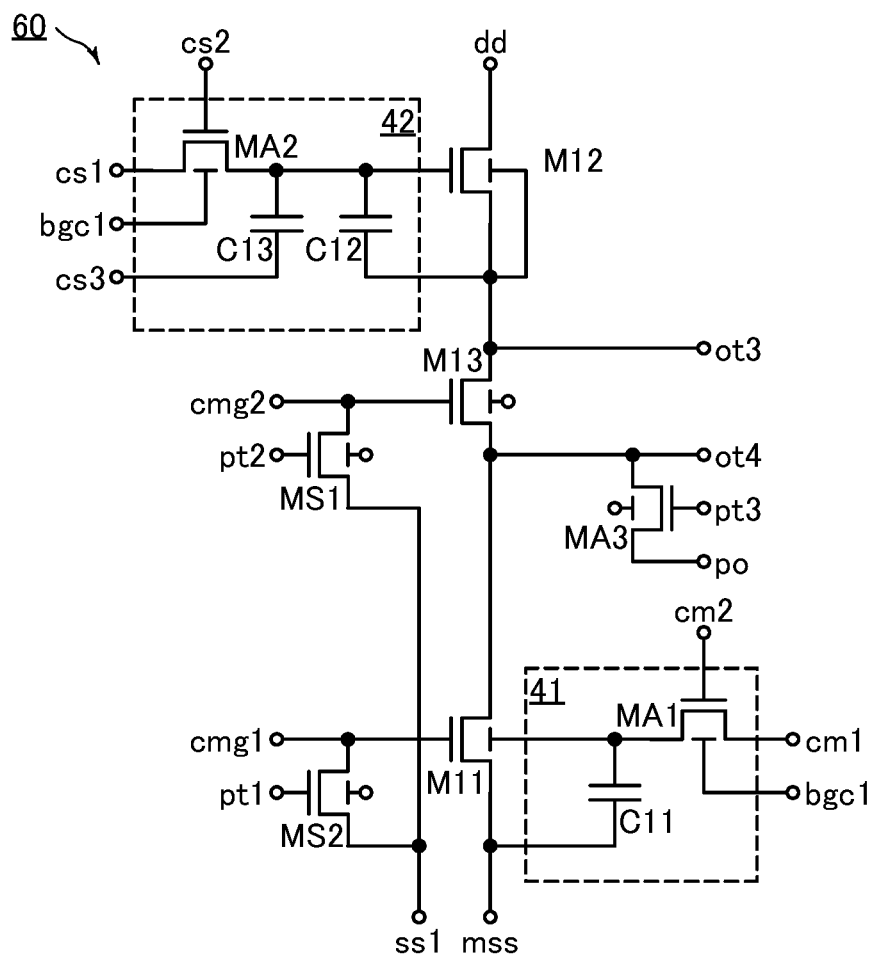 60
cs2
dd
42
MA2
M12
cs1
bgc1
C13
C12
cs3
ot3
M13
cmg2
pt2
ot4
MS1
pt3
MA3
po
cm2
41
MA1
cmg1
cm1
M11
pt1
bgc1
C11
MS2
ss1
mss